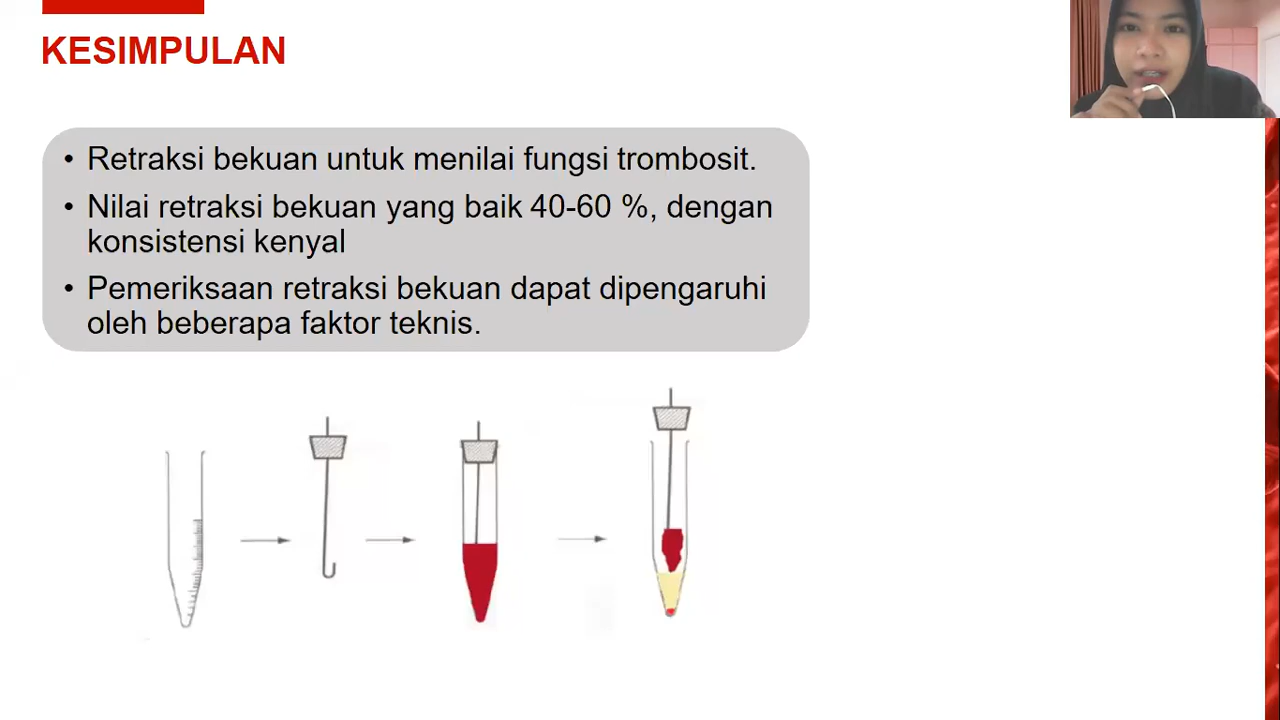 KESIMPULAN
• Retraksi bekuan untuk menilai fungsi trombosit.
• Nilai retraksi bekuan yang baik 40-60 %, dengan
konsistensi kenyal
• Pemeriksaan retraksi bekuan dapat dipengaruhi
oleh beberapa faktor teknis.